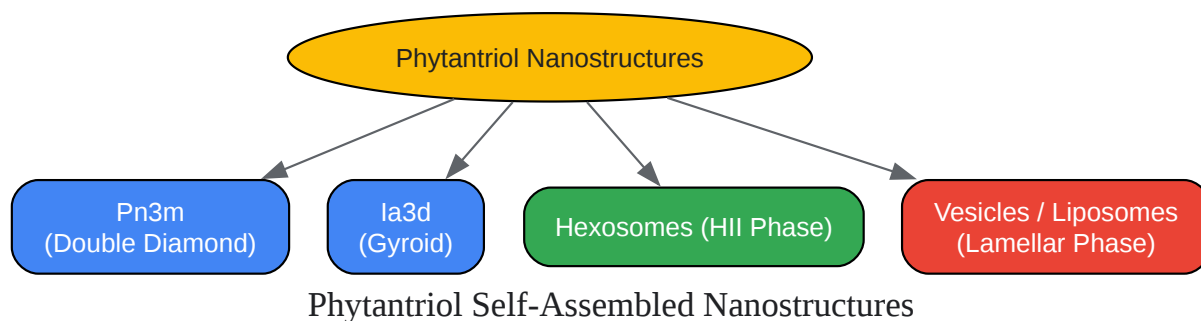 Phytantriol Nanostructures
Pn3m
(Double Diamond)
Ia3d
(Gyroid)
Hexosomes (HII Phase)
Vesicles / Liposomes
(Lamellar Phase)
Phytantriol Self-Assembled Nanostructures